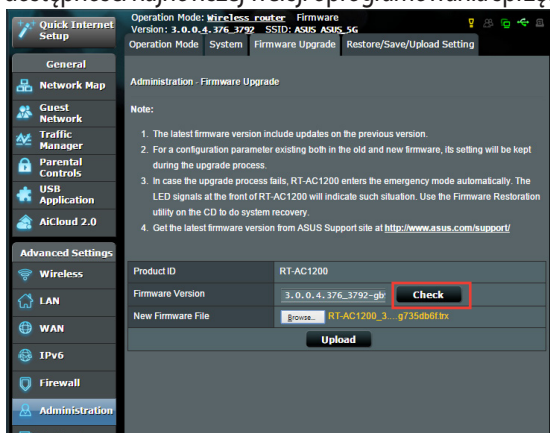 dostępności najnowszej wersji oprogramowania
Quick Internet
Setup
Operation Mode: Wireless router Firmware
Version: 3.0.0.4.376_3792 SSID: ASUS ASUS_5G
Operation Mode System Firmware Upgrade Restore/Save/Upload Setting
General
Network Map
Guest
Network
Traffic
Manager
Parental
Controls
USB
Application
AiCloud 2.0
Advanced Settings
Wireless
LAN
WAN
IPv6
Firewall
Administration
Administration - Firmware Upgrade
Note:
1. The latest firmware version include updates on the previous version.
2. For a configuration parameter existing both in the old and new firmware, its setting will be kept
during the upgrade process.
3. In case the upgrade process fails, RT-AC1200 enters the emergency mode automatically. The
LED signals at the front of RT-AC1200 will indicate such situation. Use the Firmware Restoration
utility on the CD to do system recovery.
4. Get the latest firmware version from ASUS Support site at http://www.asus.com/support/
Product ID RT-AC1200
Firmware Version 3.0.0.4.376_3792-gb Check
New Firmware File Browse... RT-AC1200_3....g735db6f.trx
Upload